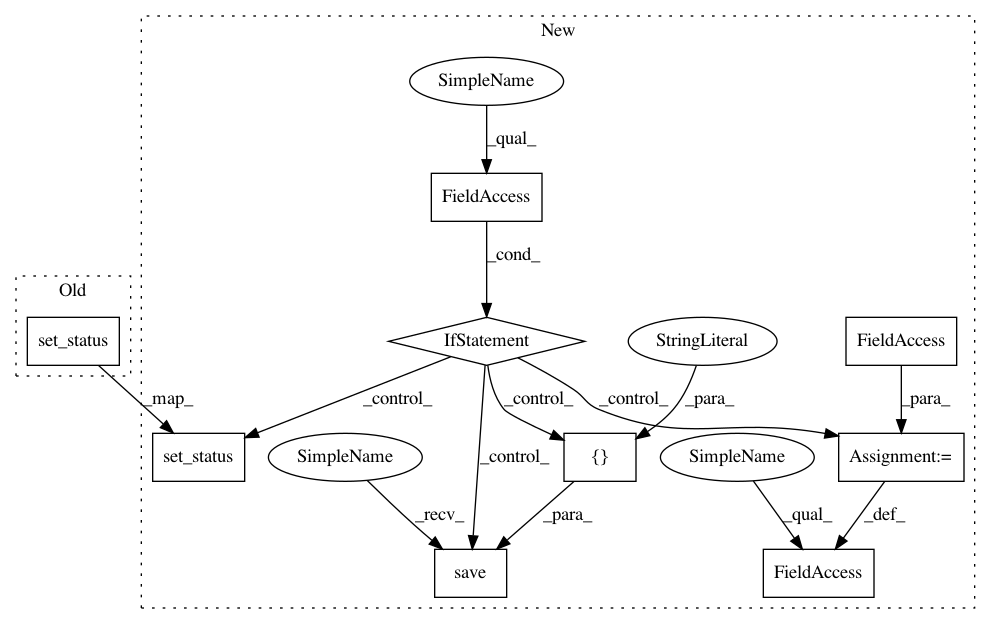 New
SimpleName
_qual_
FieldAccess
_cond_
Old
set_status
IfStatement
StringLiteral
FieldAccess
_map_
_control_
_control_
_control_
_para_
_para_
set_status
SimpleName
_control_
{}
SimpleName
Assignment:=
_recv_
_para_
_qual_
_def_
save
FieldAccess